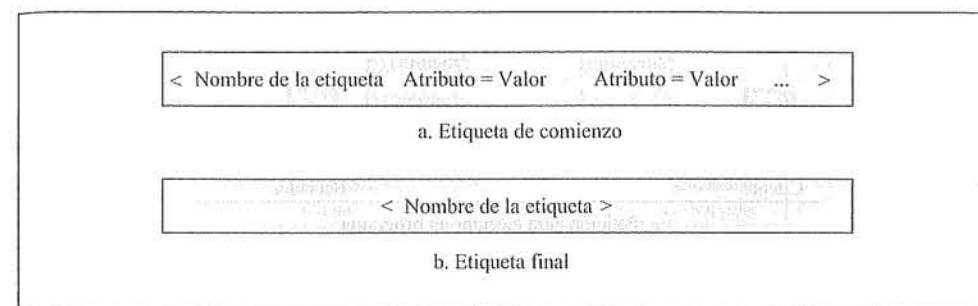 < Nombre de la etiqueta Atributo = Valor Atributo = Valor ... >
a. Etiqueta de comienzo
< Nombre de la etiqueta >
b. Etiqueta final